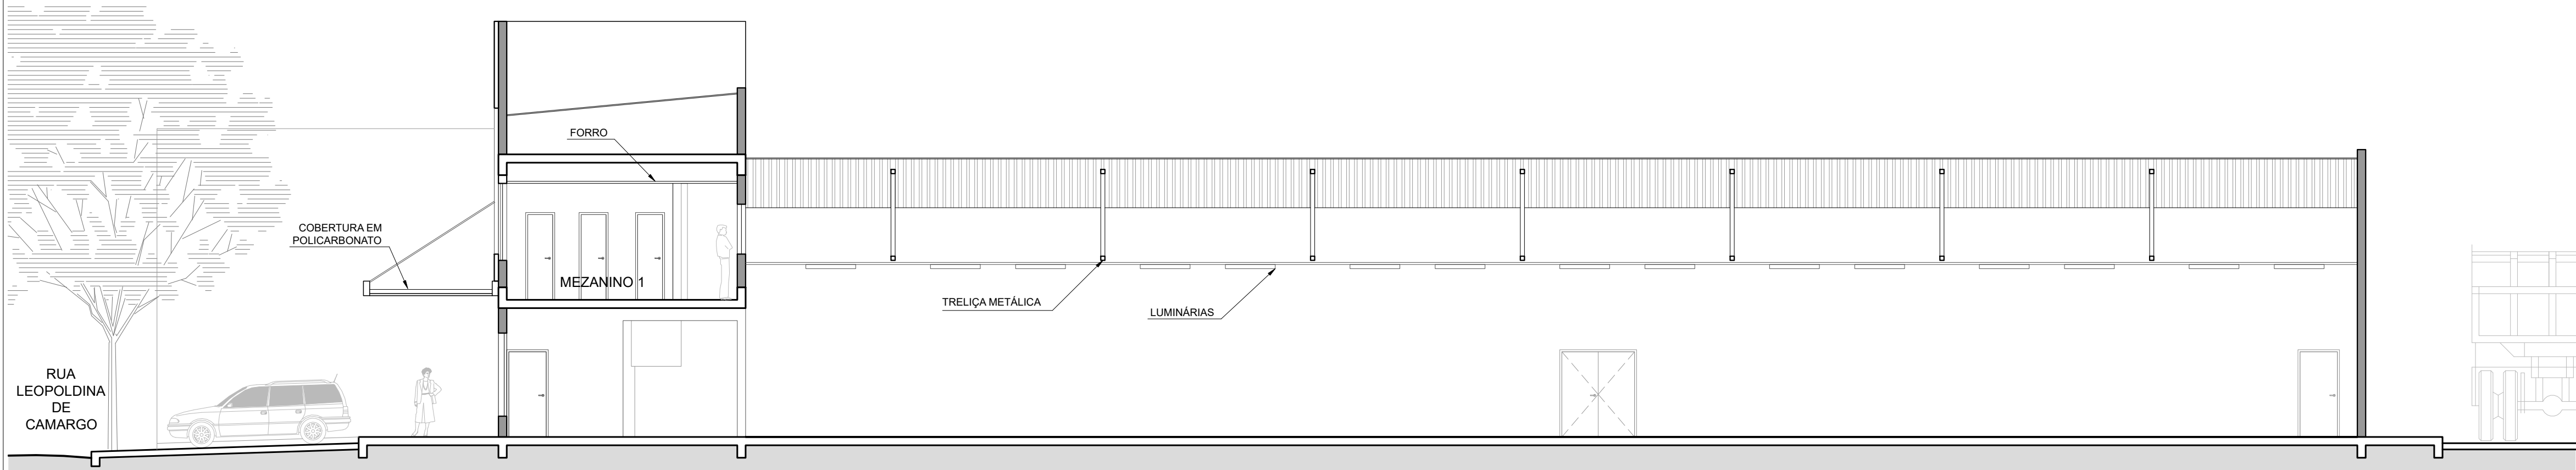 FORRO
COBERTURA EM
POLICARBONATO
MEZANINO 1
TRELIÇA METÁLICA
LUMINÁRIAS
RUA
LEOPOLDINA
DE
CAMARGO